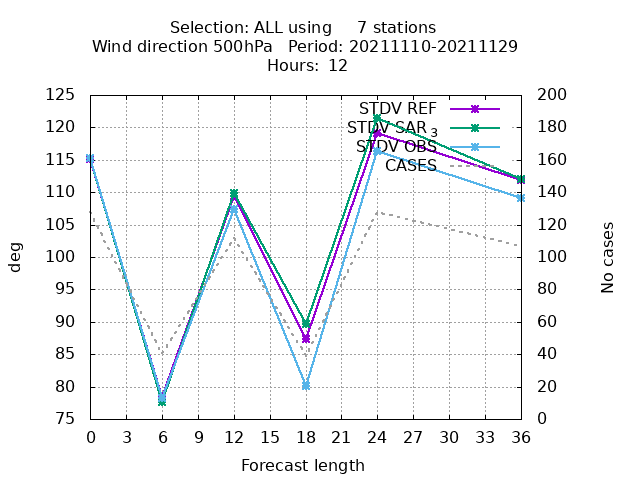 Selection: ALL using 7 stations
Wind direction 500hPa Period: 20211110-20211129
Hours: 12
125
120
115
110
105
100
95
90
85
80
75
200
180
160
140
120
100
80
60
40
20
0
STDV REF
STDV SAR 3
STDV OBS
CASES
deg
No cases
0 3 6 9 12 15 18 21 24 27 30 33 36
Forecast length